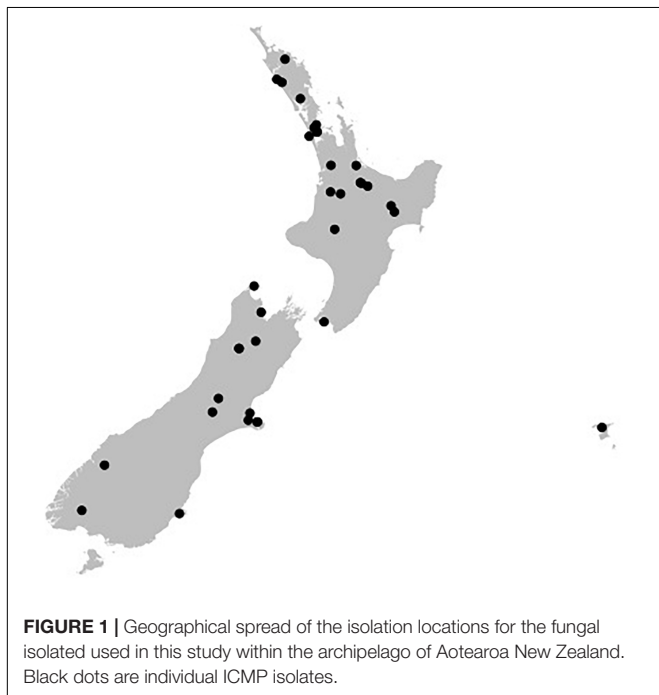 FIGURE 1 | Geographical spread of the isolation locations for the fungal
isolated used in this study within the archipelago of Aotearoa New Zealand.
Black dots are individual ICMP isolates.